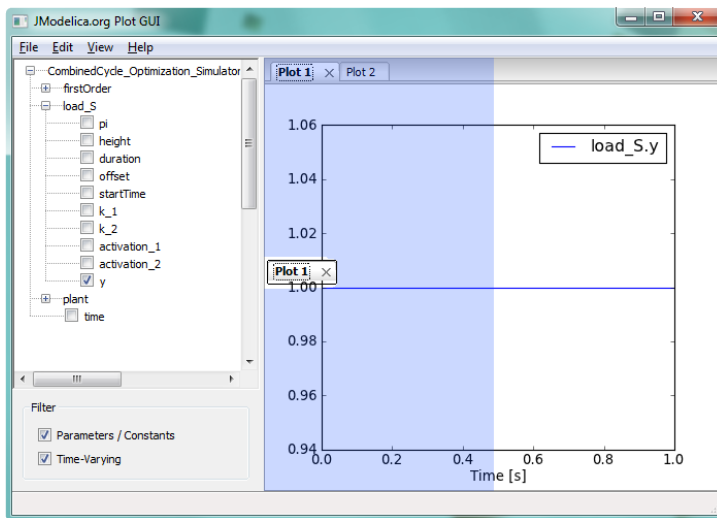 JModelica.org Plot GUI
File Edit View Help
CombinedCycle_Optimization_Simulator
firstOrder
load_S
pi
height
duration
offset
startTime
k_1
k_2
activation_1
activation_2
y
plant
time
Filter
Parameters / Constants
Time-Varying
Plot 1 Plot 2
1.06
load_S.y
1.04
1.02
Plot 1
1.00
0.98
0.96
0.94
0.0 0.2 0.4 0.6 0.8 1.0
Time [s]